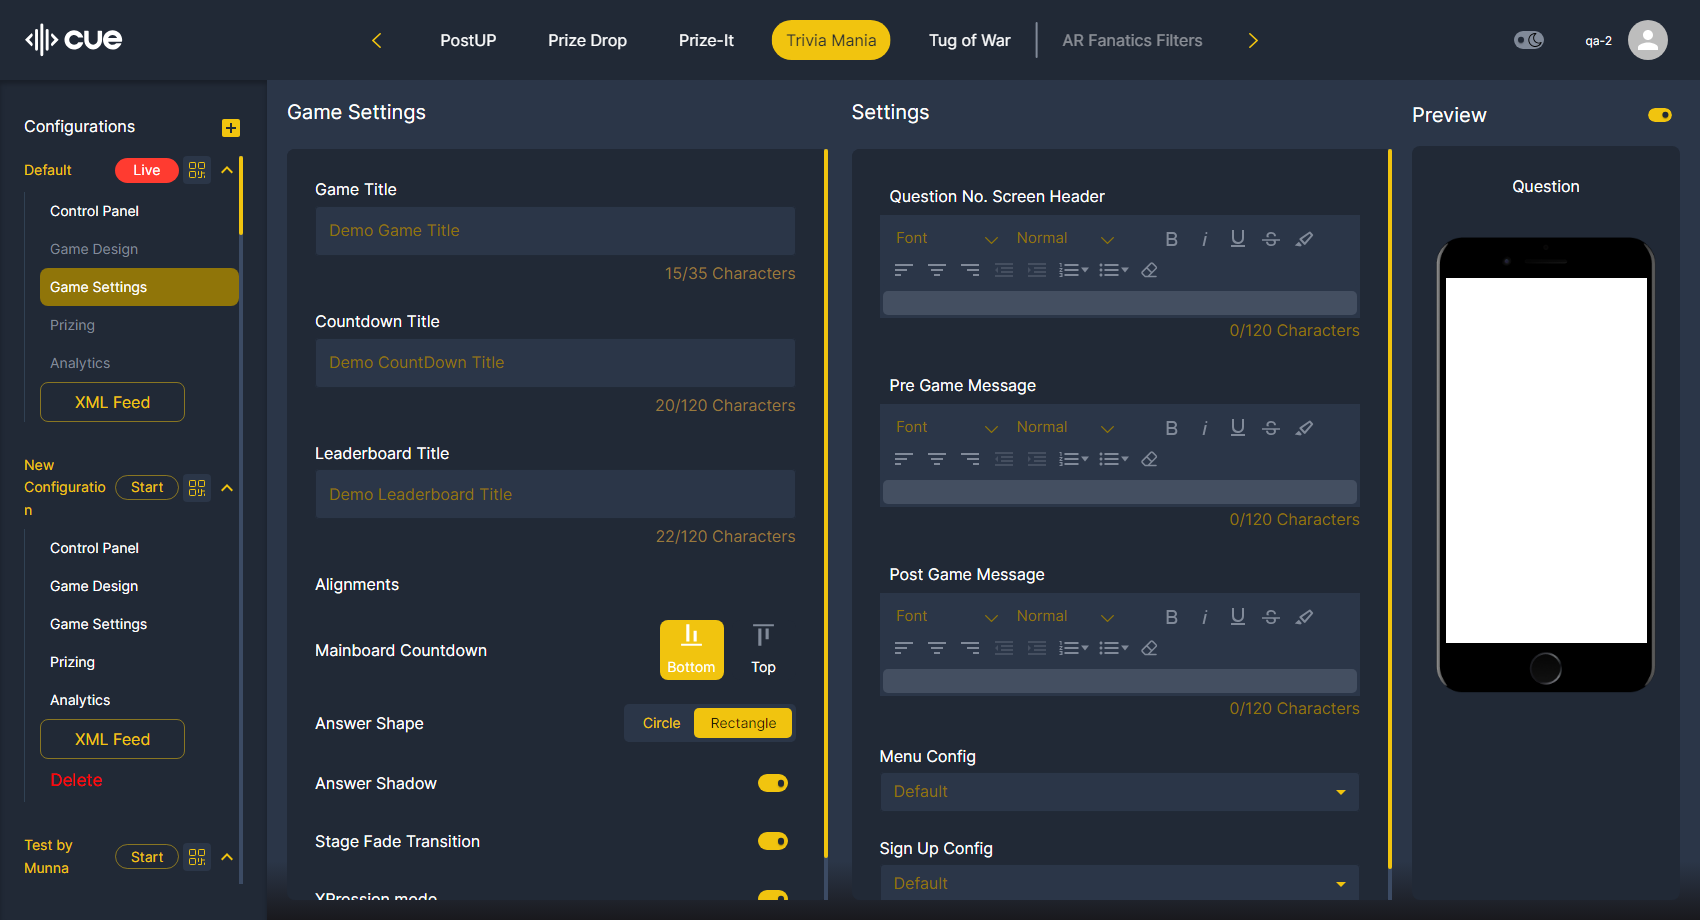 cue
PostUP
Prize Drop
Prize-It
Trivia Mania
Tug of War
AR Fanatics Filters
qa-2
Configurations
Default
Live
Control Panel
Game Design
Game Settings
Prizing
Analytics
XML Feed
New
Configuratio
n
Start
Control Panel
Game Design
Game Settings
Prizing
Analytics
XML Feed
Delete
Test by
Munna
Start
Game Settings
Game Title
Demo Game Title
15/35 Characters
Countdown Title
Demo CountDown Title
20/120 Characters
Leaderboard Title
Demo Leaderboard Title
22/120 Characters
Alignments
Mainboard Countdown
Bottom
Top
Answer Shape
Circle
Rectangle
Answer Shadow
Stage Fade Transition
XPression mode
Settings
Question No. Screen Header
Font
Normal
0/120 Characters
Pre Game Message
Font
Normal
0/120 Characters
Post Game Message
Font
Normal
0/120 Characters
Menu Config
Default
Sign Up Config
Default
Preview
Question